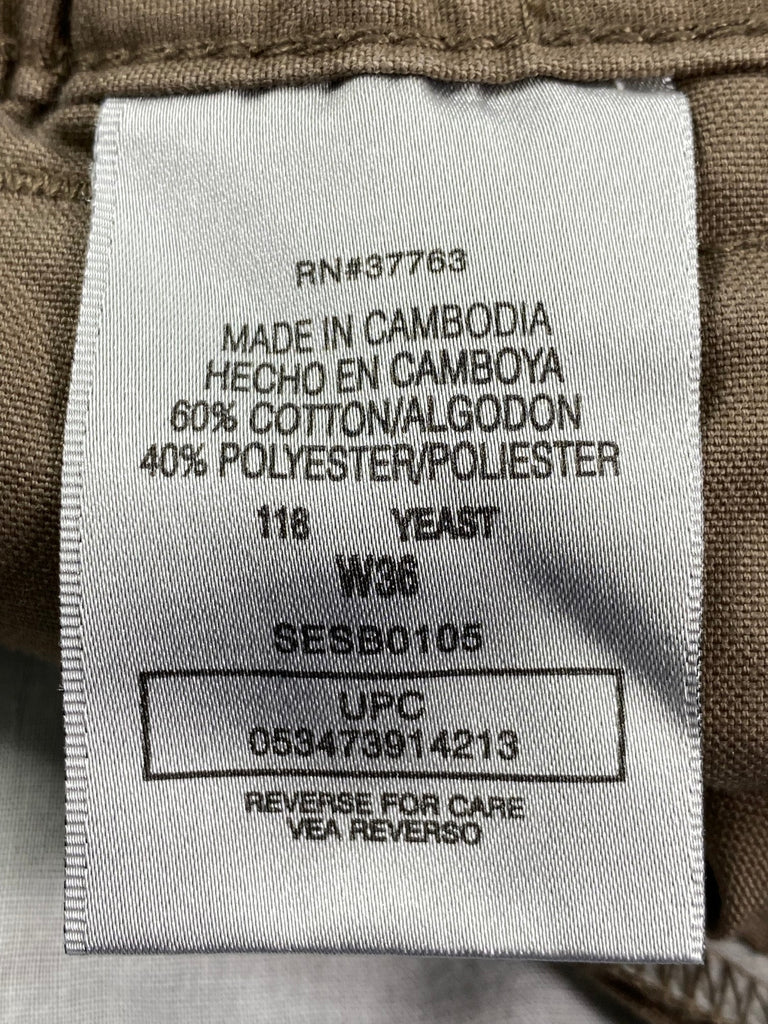 RN#37763
MADE IN CAMBODIA
HECHO EN CAMBOYA
60% COTTON/ALGODON
40% POLYESTER/POLIESTER
118 YEAST
W36
SESB0105
UPC
053473914213
REVERSE FOR CARE
VEA REVERSO